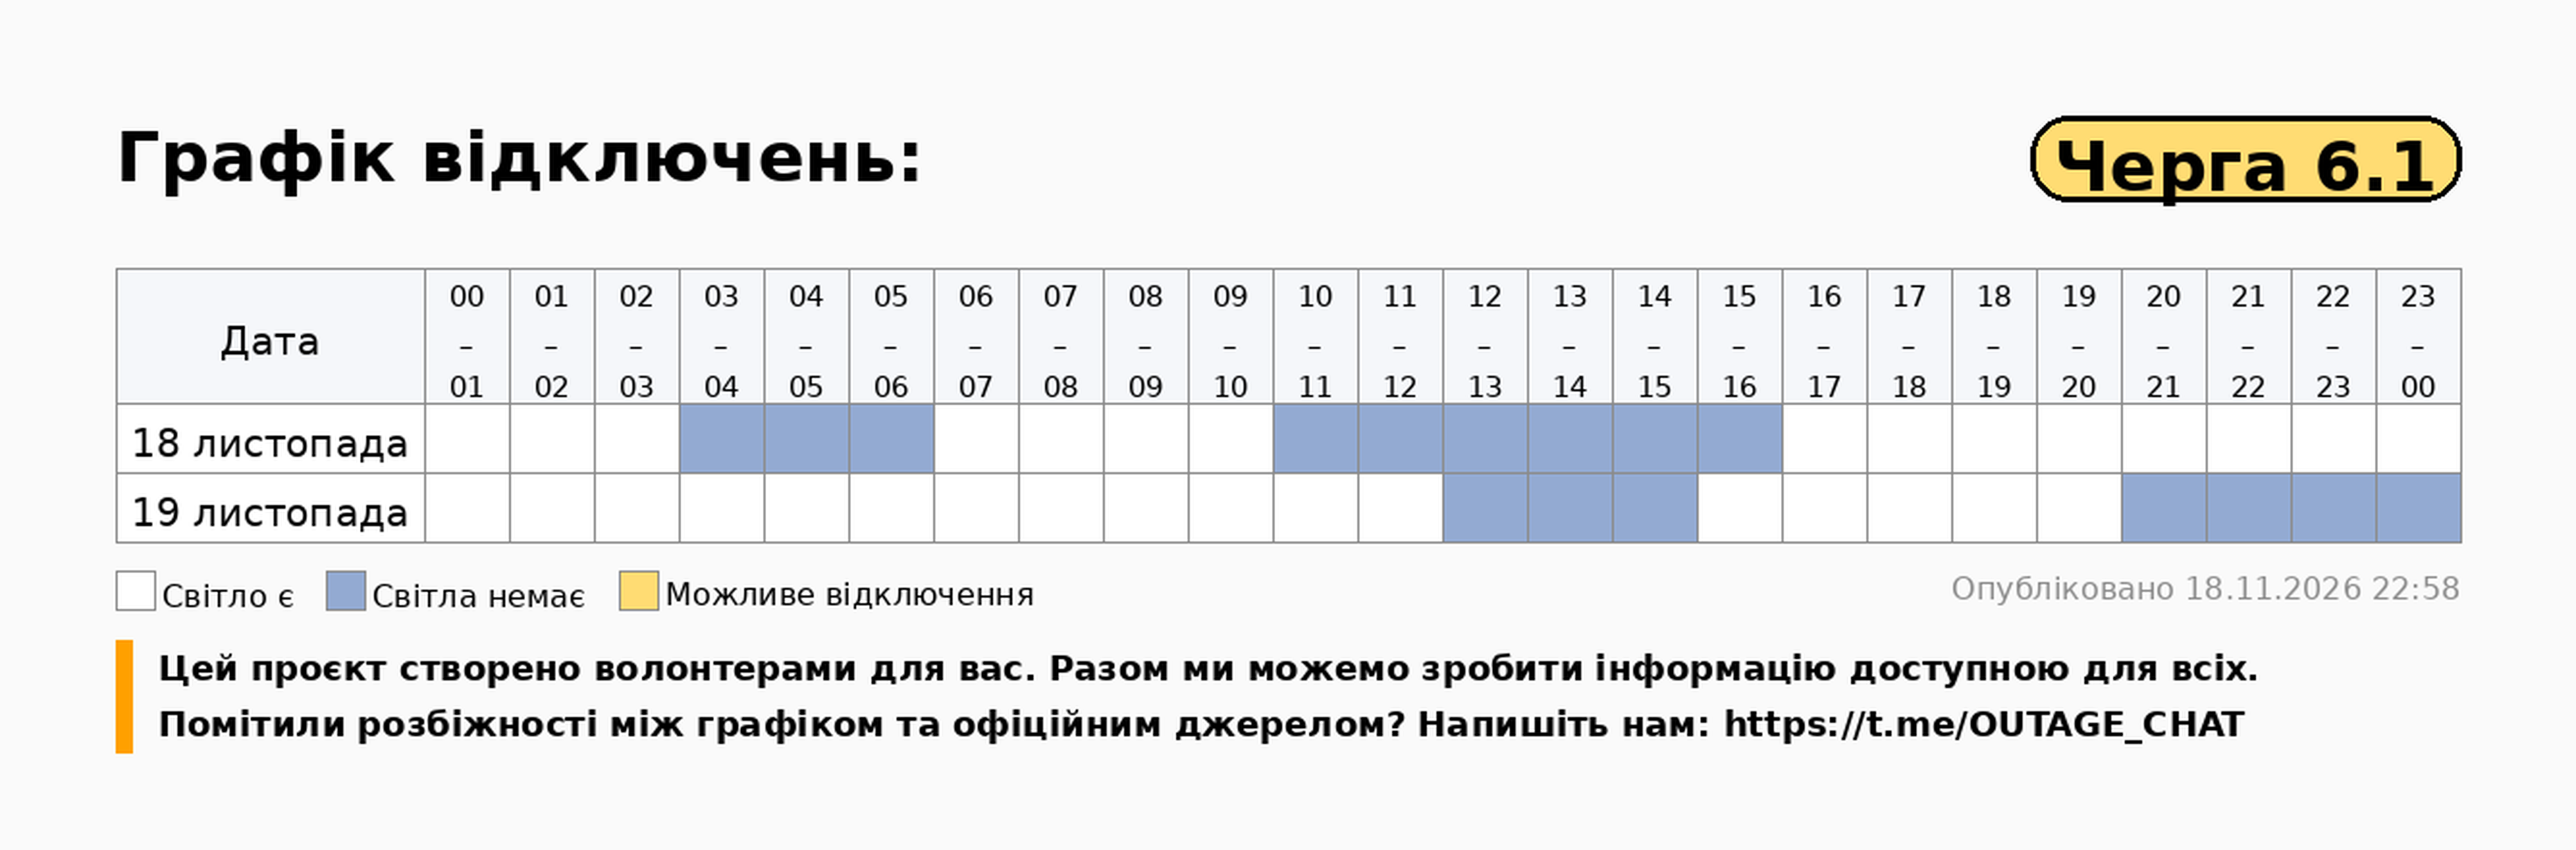 Графік відключень:
Черга 6.1
Дата 00 – 01 01 – 02 02 – 03 03 – 04 04 – 05 05 – 06 06 – 07 07 – 08 08 – 09 09 – 10 10 – 11 11 – 12 12 – 13 13 – 14 14 – 15 15 – 16 16 – 17 17 – 18 18 – 19 19 – 20 20 – 21 21 – 22 22 – 23 23 – 00
18 листопада
19 листопада
Світло є Світла немає Можливе відключення
Опубліковано 18.11.2026 22:58
Цей проєкт створено волонтерами для вас. Разом ми можемо зробити інформацію доступною для всіх.
Помітили розбіжності між графіком та офіційним джерелом? Напишіть нам: https://t.me/OUTAGE_CHAT